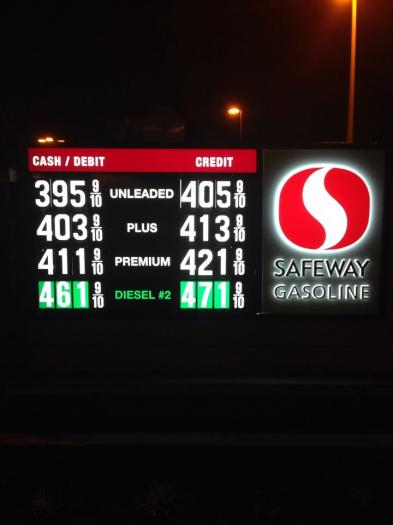 CASH / DEBIT CREDIT
395 9/10 UNLEADED 405 9/10
403 9/10 PLUS 413 9/10
411 9/10 PREMIUM 421 9/10
461 9/10 DIESEL #2 471 9/10
SAFEWAY
GASOLINE